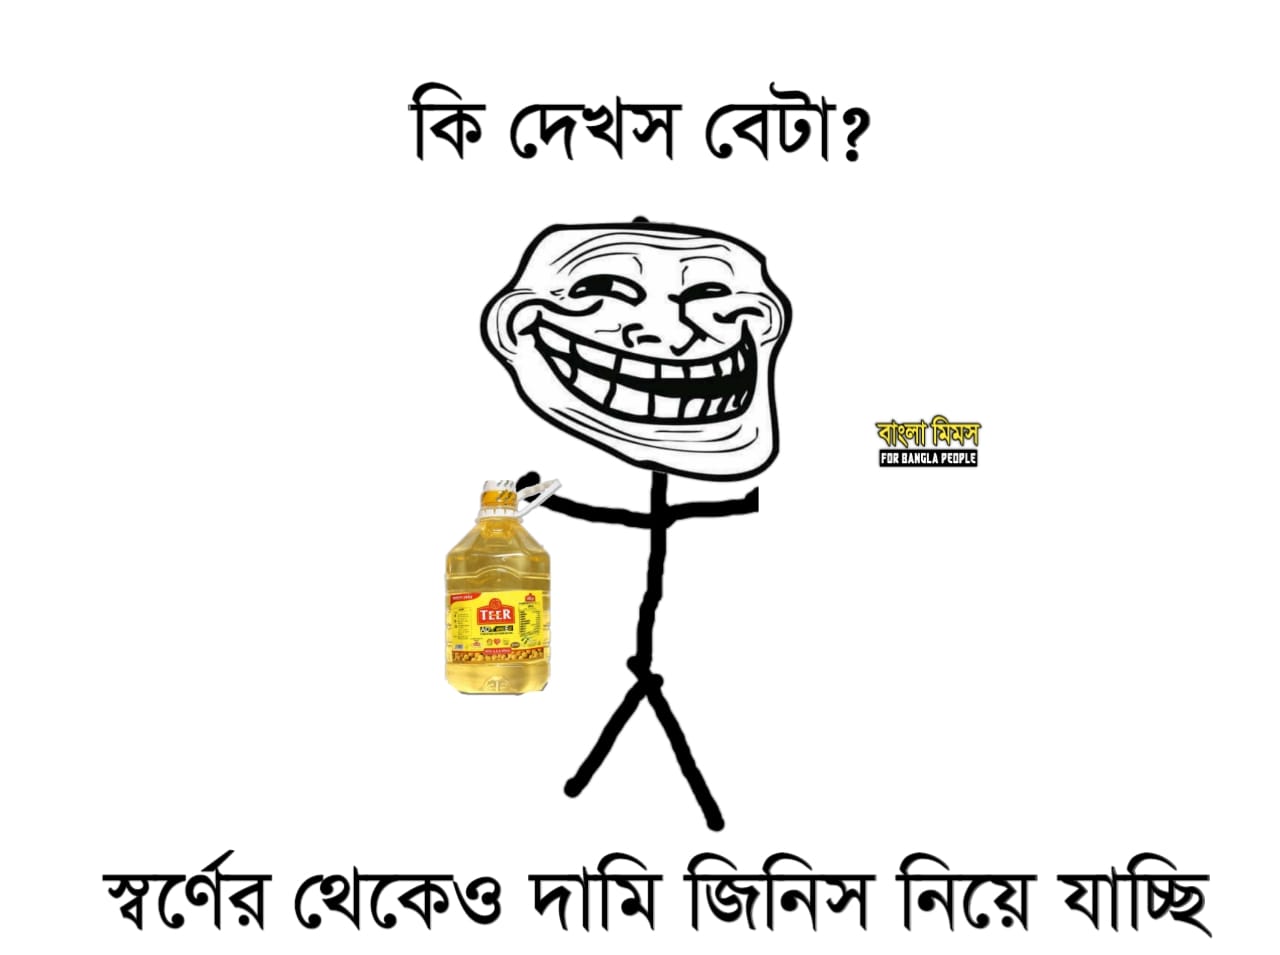 কি দেখস বেটা?
বাংলা মিমস
FOR BANGLA PEOPLE
TEER
স্বর্ণের থেকেও দামি জিনিস নিয়ে যাচ্ছি